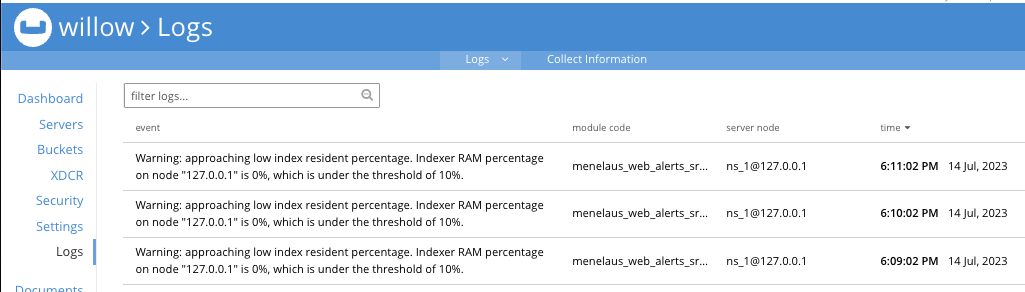 willow > Logs
Logs
Collect Information
Dashboard
Servers
Buckets
XDCR
Security
Settings
Logs
Documents
filter logs...
event module code server node time
Warning: approaching low index resident percentage. Indexer RAM percentage
on node "127.0.0.1" is 0%, which is under the threshold of 10%.
menelaus_web_alerts_sr... ns_1@127.0.0.1 6:11:02 PM 14 Jul, 2023
Warning: approaching low index resident percentage. Indexer RAM percentage
on node "127.0.0.1" is 0%, which is under the threshold of 10%.
menelaus_web_alerts_sr... ns_1@127.0.0.1 6:10:02 PM 14 Jul, 2023
Warning: approaching low index resident percentage. Indexer RAM percentage
on node "127.0.0.1" is 0%, which is under the threshold of 10%.
menelaus_web_alerts_sr... ns_1@127.0.0.1 6:09:02 PM 14 Jul, 2023